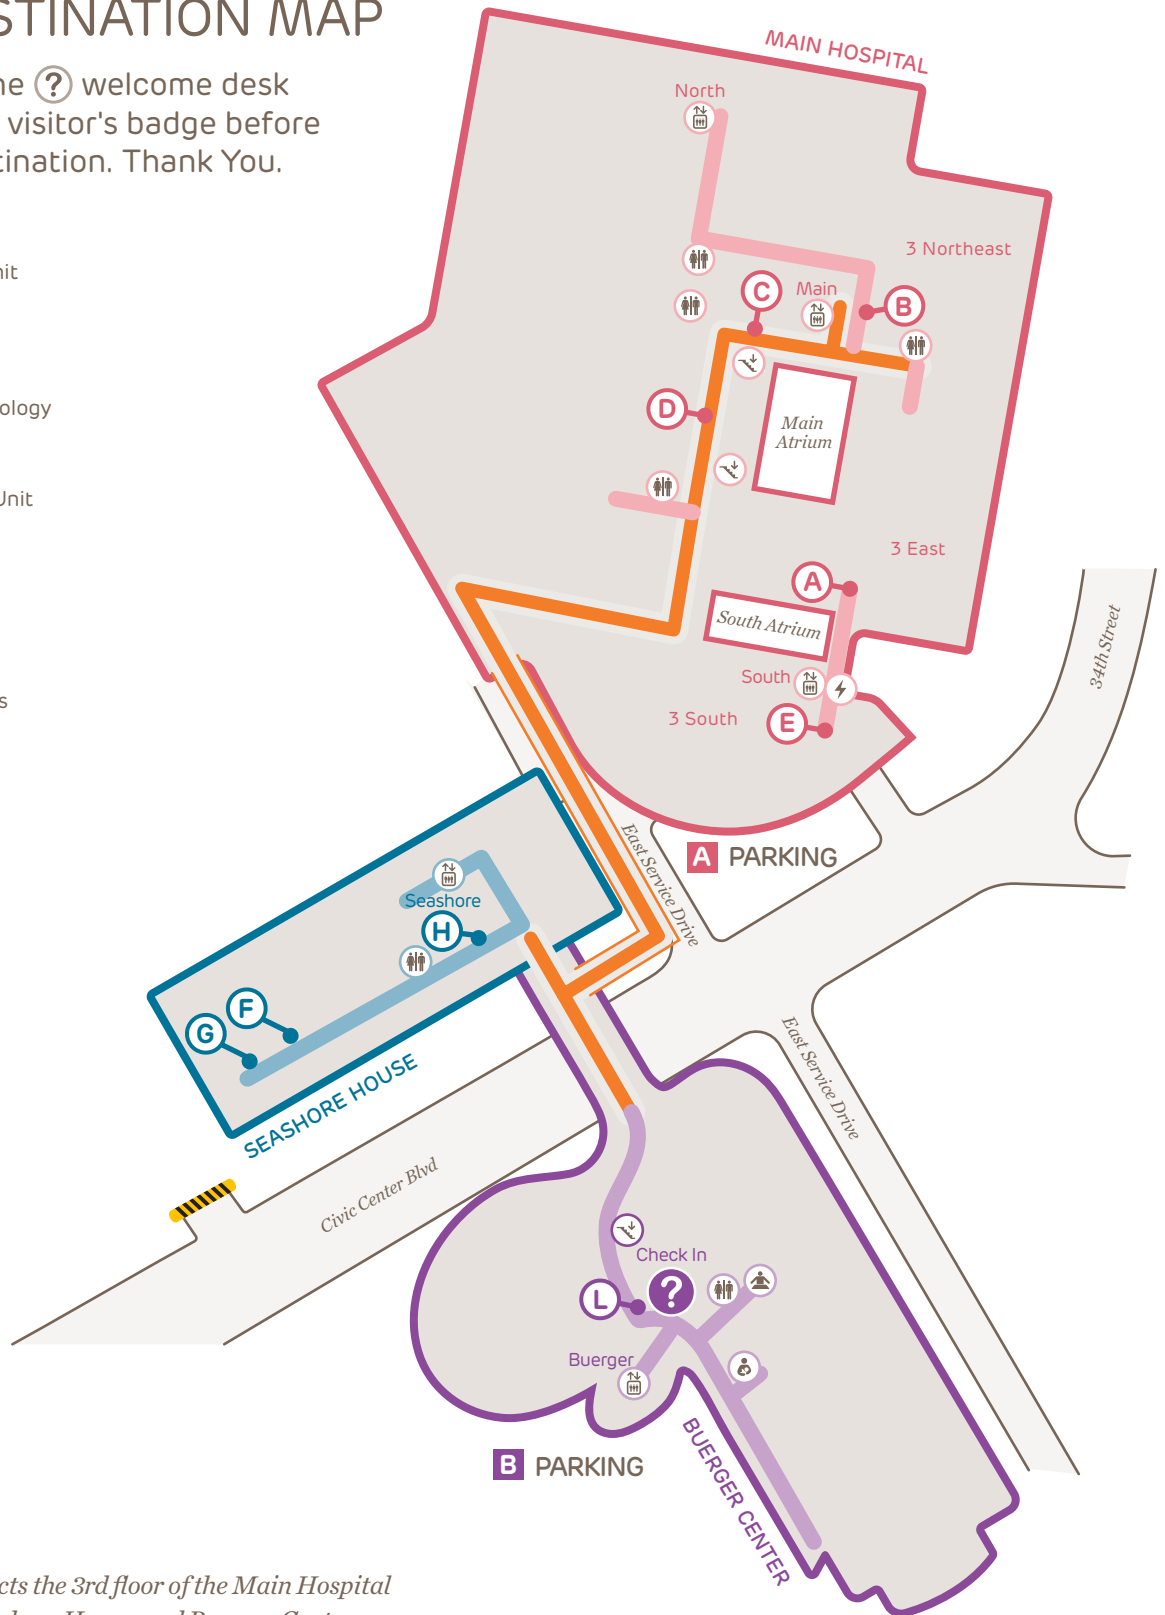 STINATION MAP
ne ? welcome desk
visitor's badge before
tination. Thank You.
nit
ology
Unit
s
MAIN HOSPITAL
North
3 Northeast
C
Main
B
D
Main
Atrium
3 East
A
South Atrium
South
3 South
E
34th Street
A PARKING
East Service Drive
Seashore
H
F
G
SEASHORE HOUSE
East Service Drive
Civic Center Blvd
Check In
?
L
Buerger
B PARKING
BUERGER CENTER
cts the 3rd floor of the Main Hospital